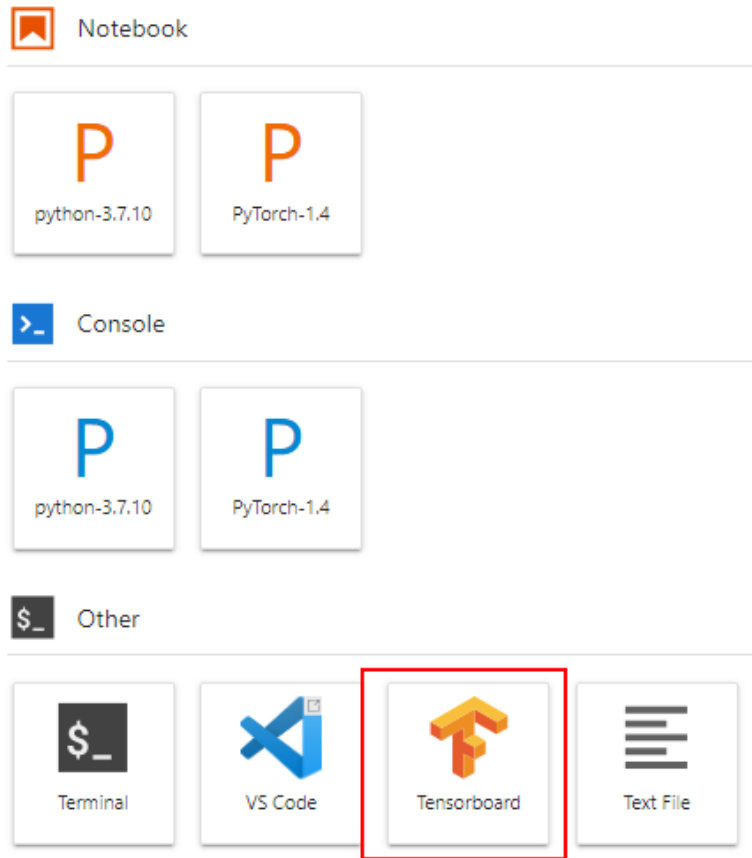 Notebook
P
P
python-3.7.10
PyTorch-1.4
>_
Console
P
P
python-3.7.10
PyTorch-1.4
$_
Other
$_
Terminal
VS Code
Tensorboard
Text File